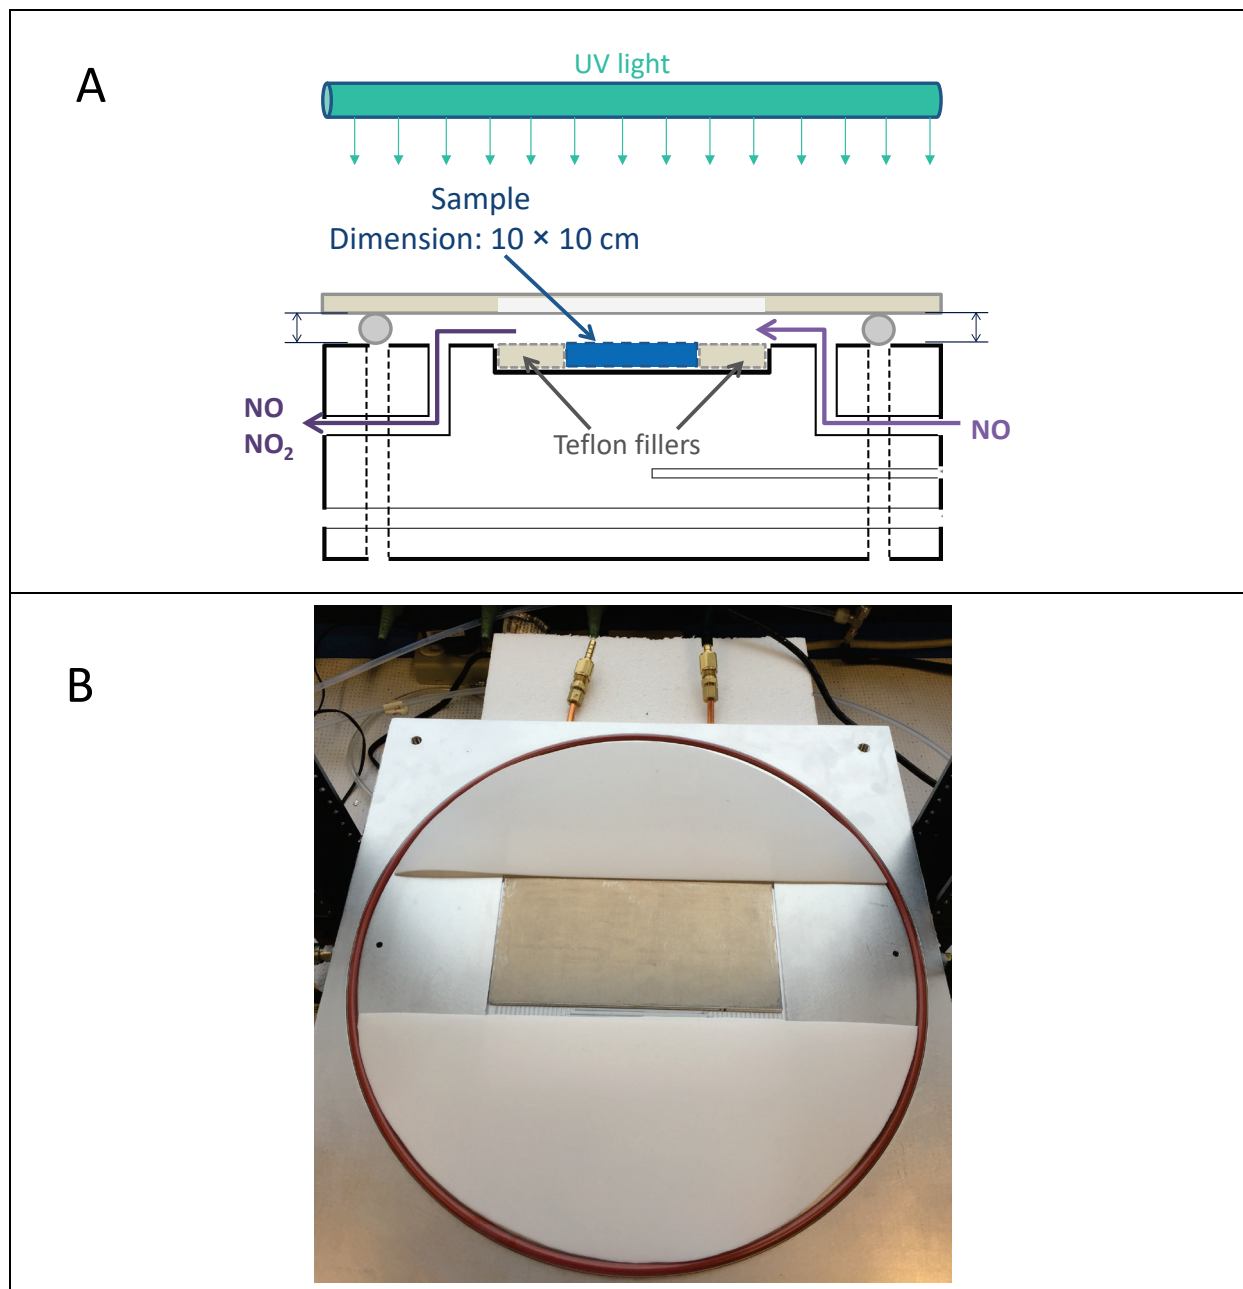 A
UV light
Sample
Dimension: 10 × 10 cm
NO
NO₂
Teflon fillers
NO
B